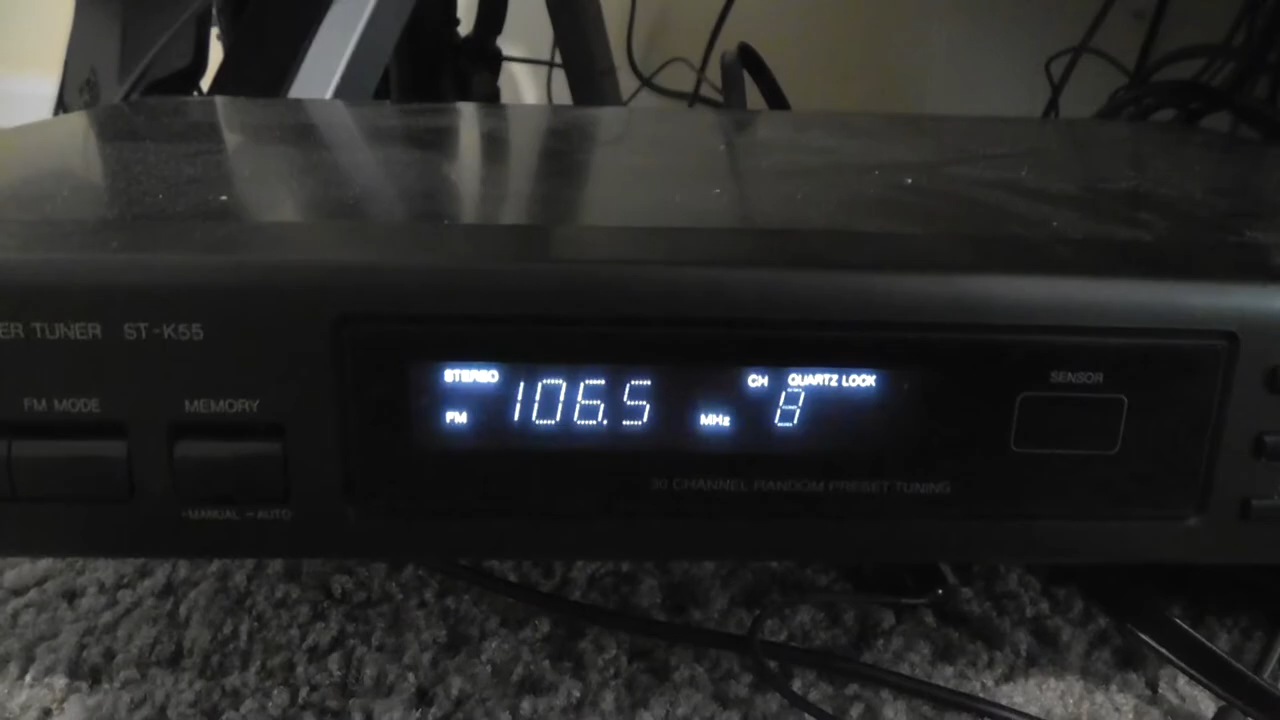 ER TUNER ST-K55
FM MODE MEMORY
-MANUAL -AUTO
STEREO
FM 106.5 MHz
CH QUARTZ LOCK
8
30 CHANNEL RANDOM PRESET TUNING
SENSOR